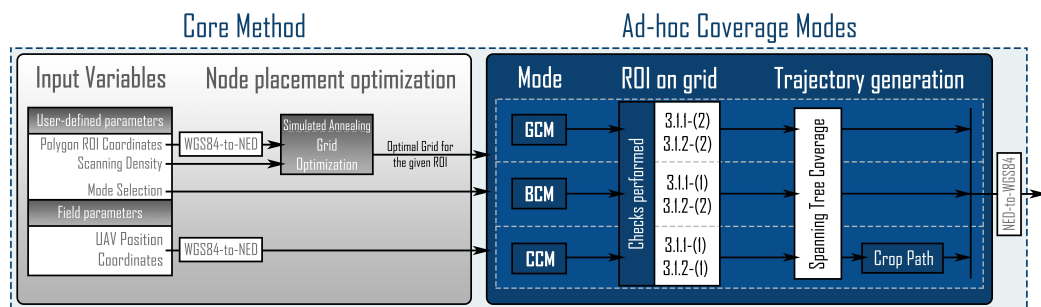 Core Method
Ad-hoc Coverage Modes
Input Variables
Node placement optimization
User-defined parameters
Polygon ROI Coordinates
Scanning Density
Mode Selection
Field parameters
UAV Position
Coordinates
WGS84-to-NED
WGS84-to-NED
Simulated Annealing
Grid
Optimization
Optimal Grid for
the given ROI
Mode
ROI on grid
Trajectory generation
GCM
BCM
CCM
Checks performed
3.1.1-(2)
3.1.2-(2)
3.1.1-(1)
3.1.2-(2)
3.1.1-(1)
3.1.2-(1)
Spanning Tree Coverage
Crop Path
NED-to-WGS84